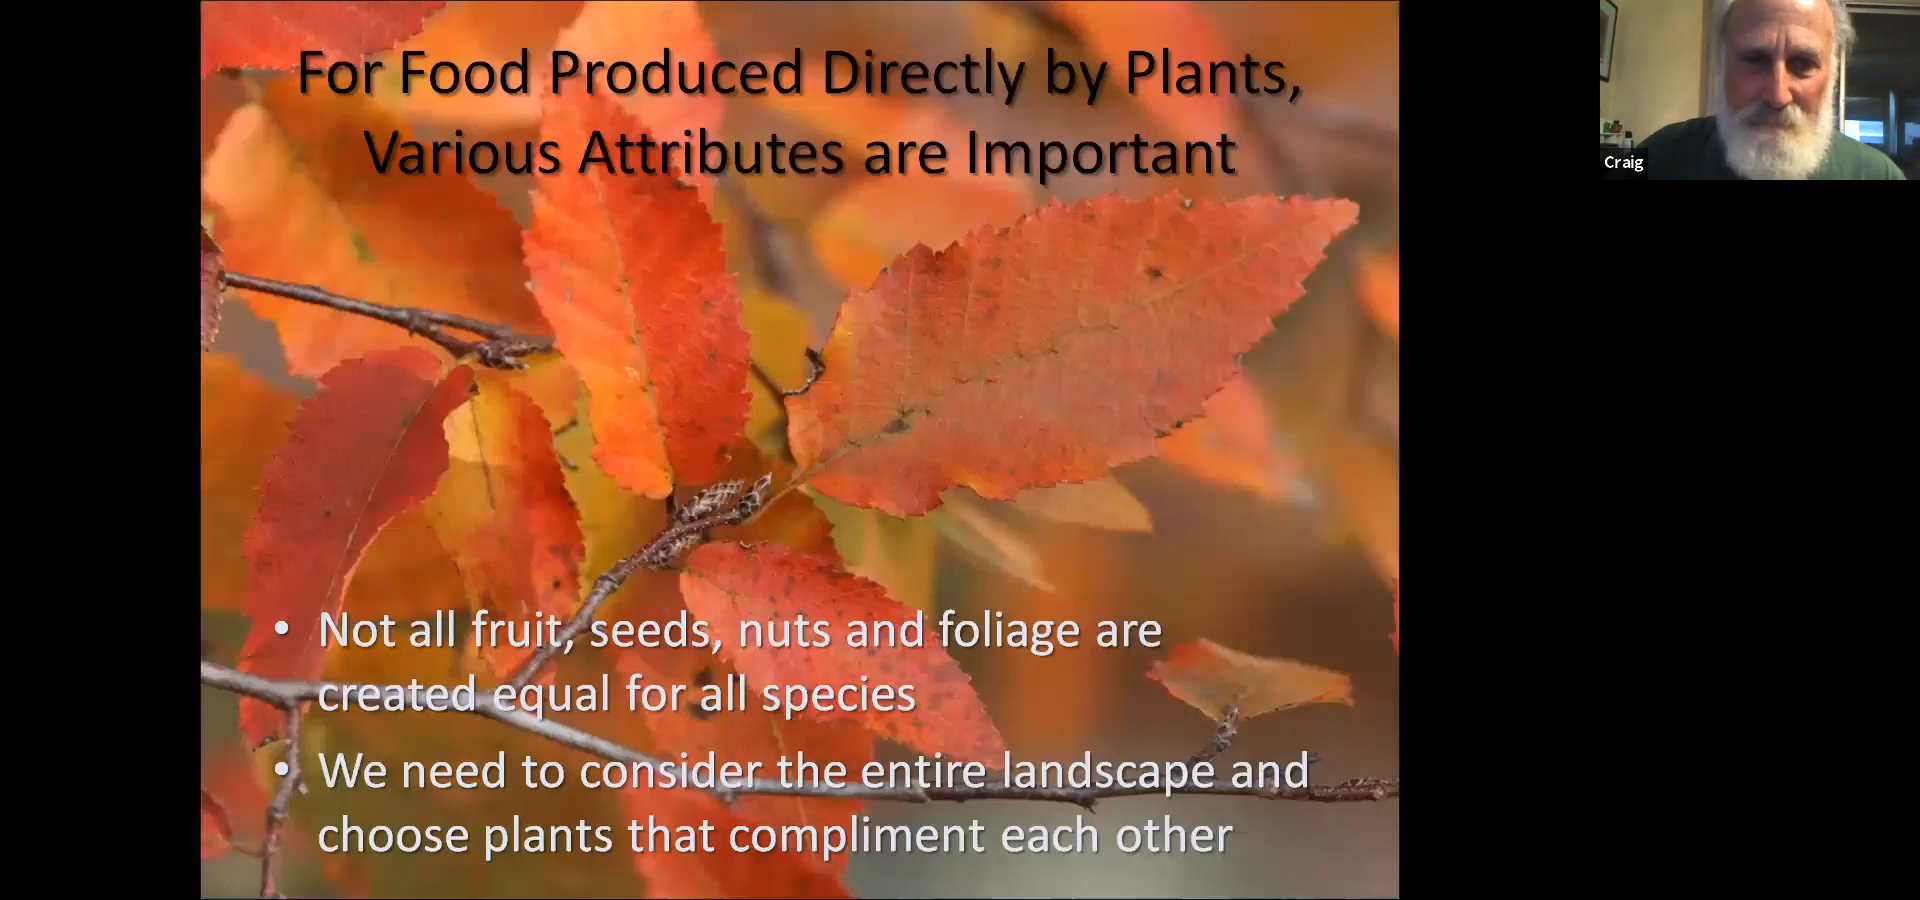 For Food Produced Directly by Plants,
Various Attributes are Important
Craig
• Not all fruit, seeds, nuts and foliage are
created equal for all species
• We need to consider the entire landscape and
choose plants that compliment each other